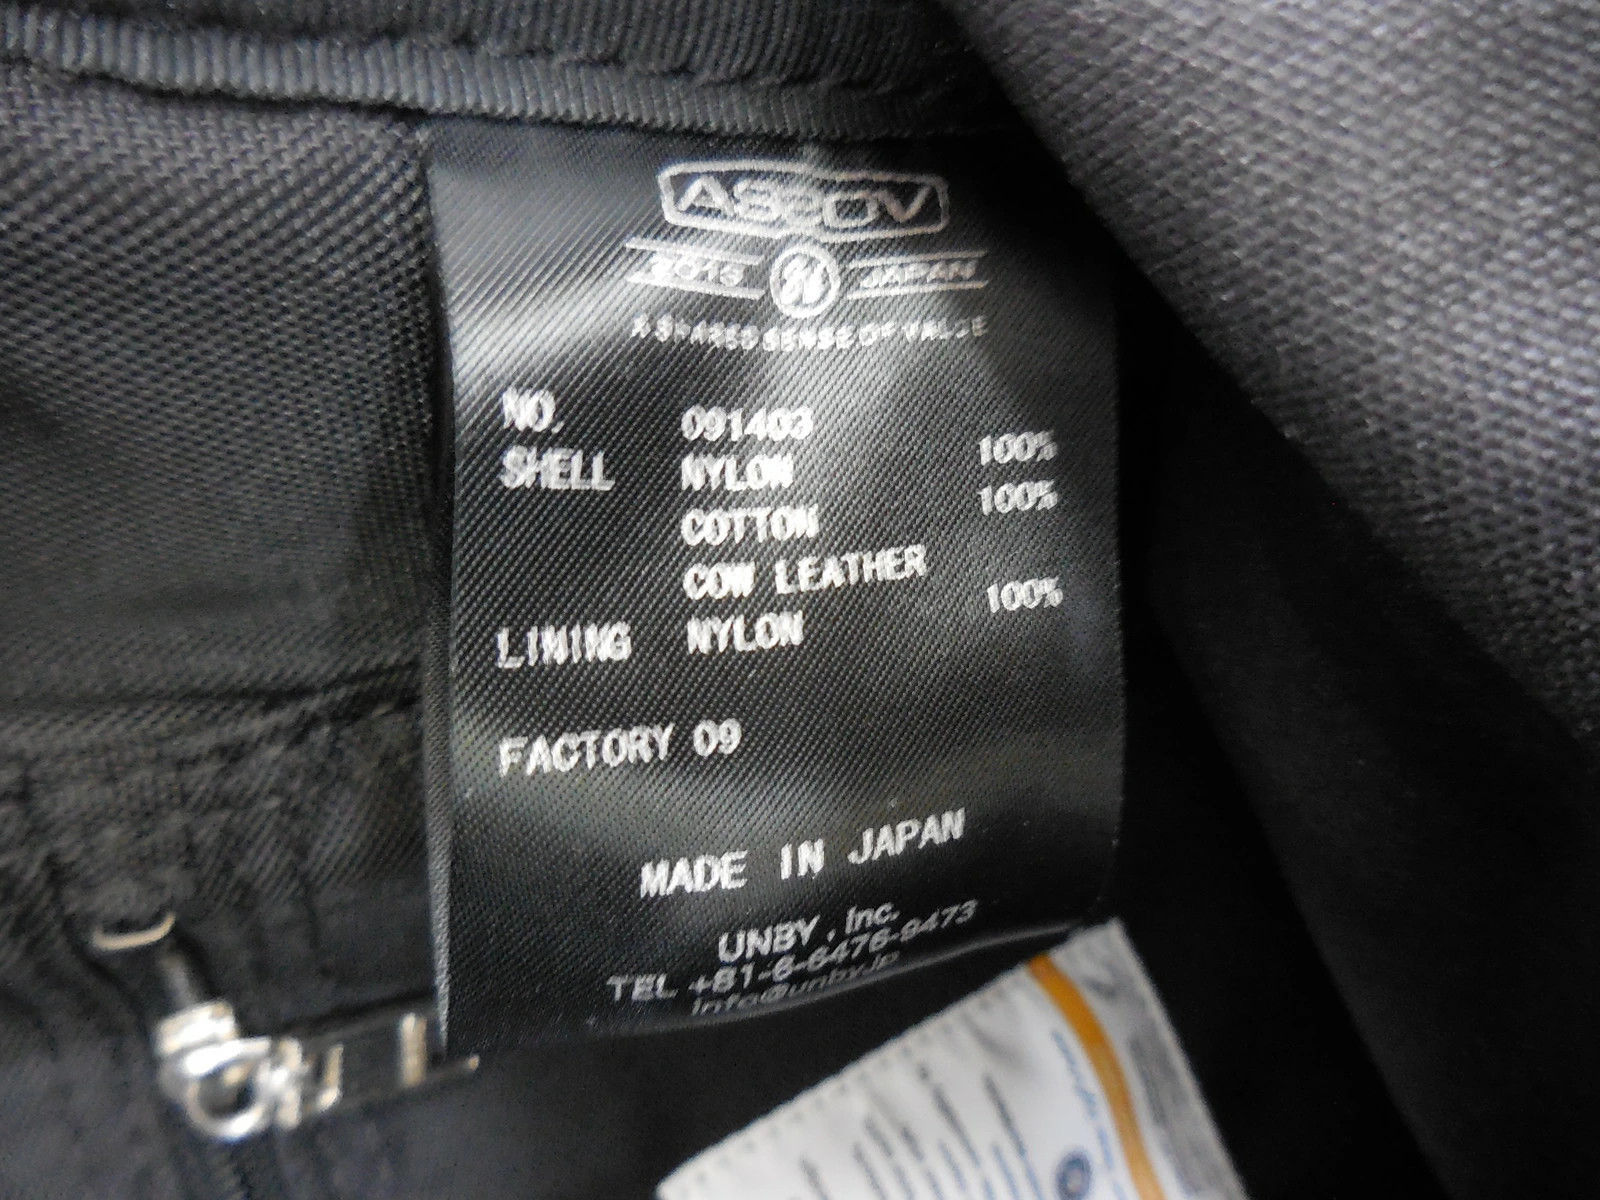 AS2OV
2013 JAPAN
A SHARED SENSE OF VALUE
NO. 091403
SHELL NYLON 100%
COTTON 100%
COW LEATHER
LINING NYLON 100%
FACTORY 09
MADE IN JAPAN
UNBY, Inc.
TEL +81-6-6476-9473
info@unby.jp